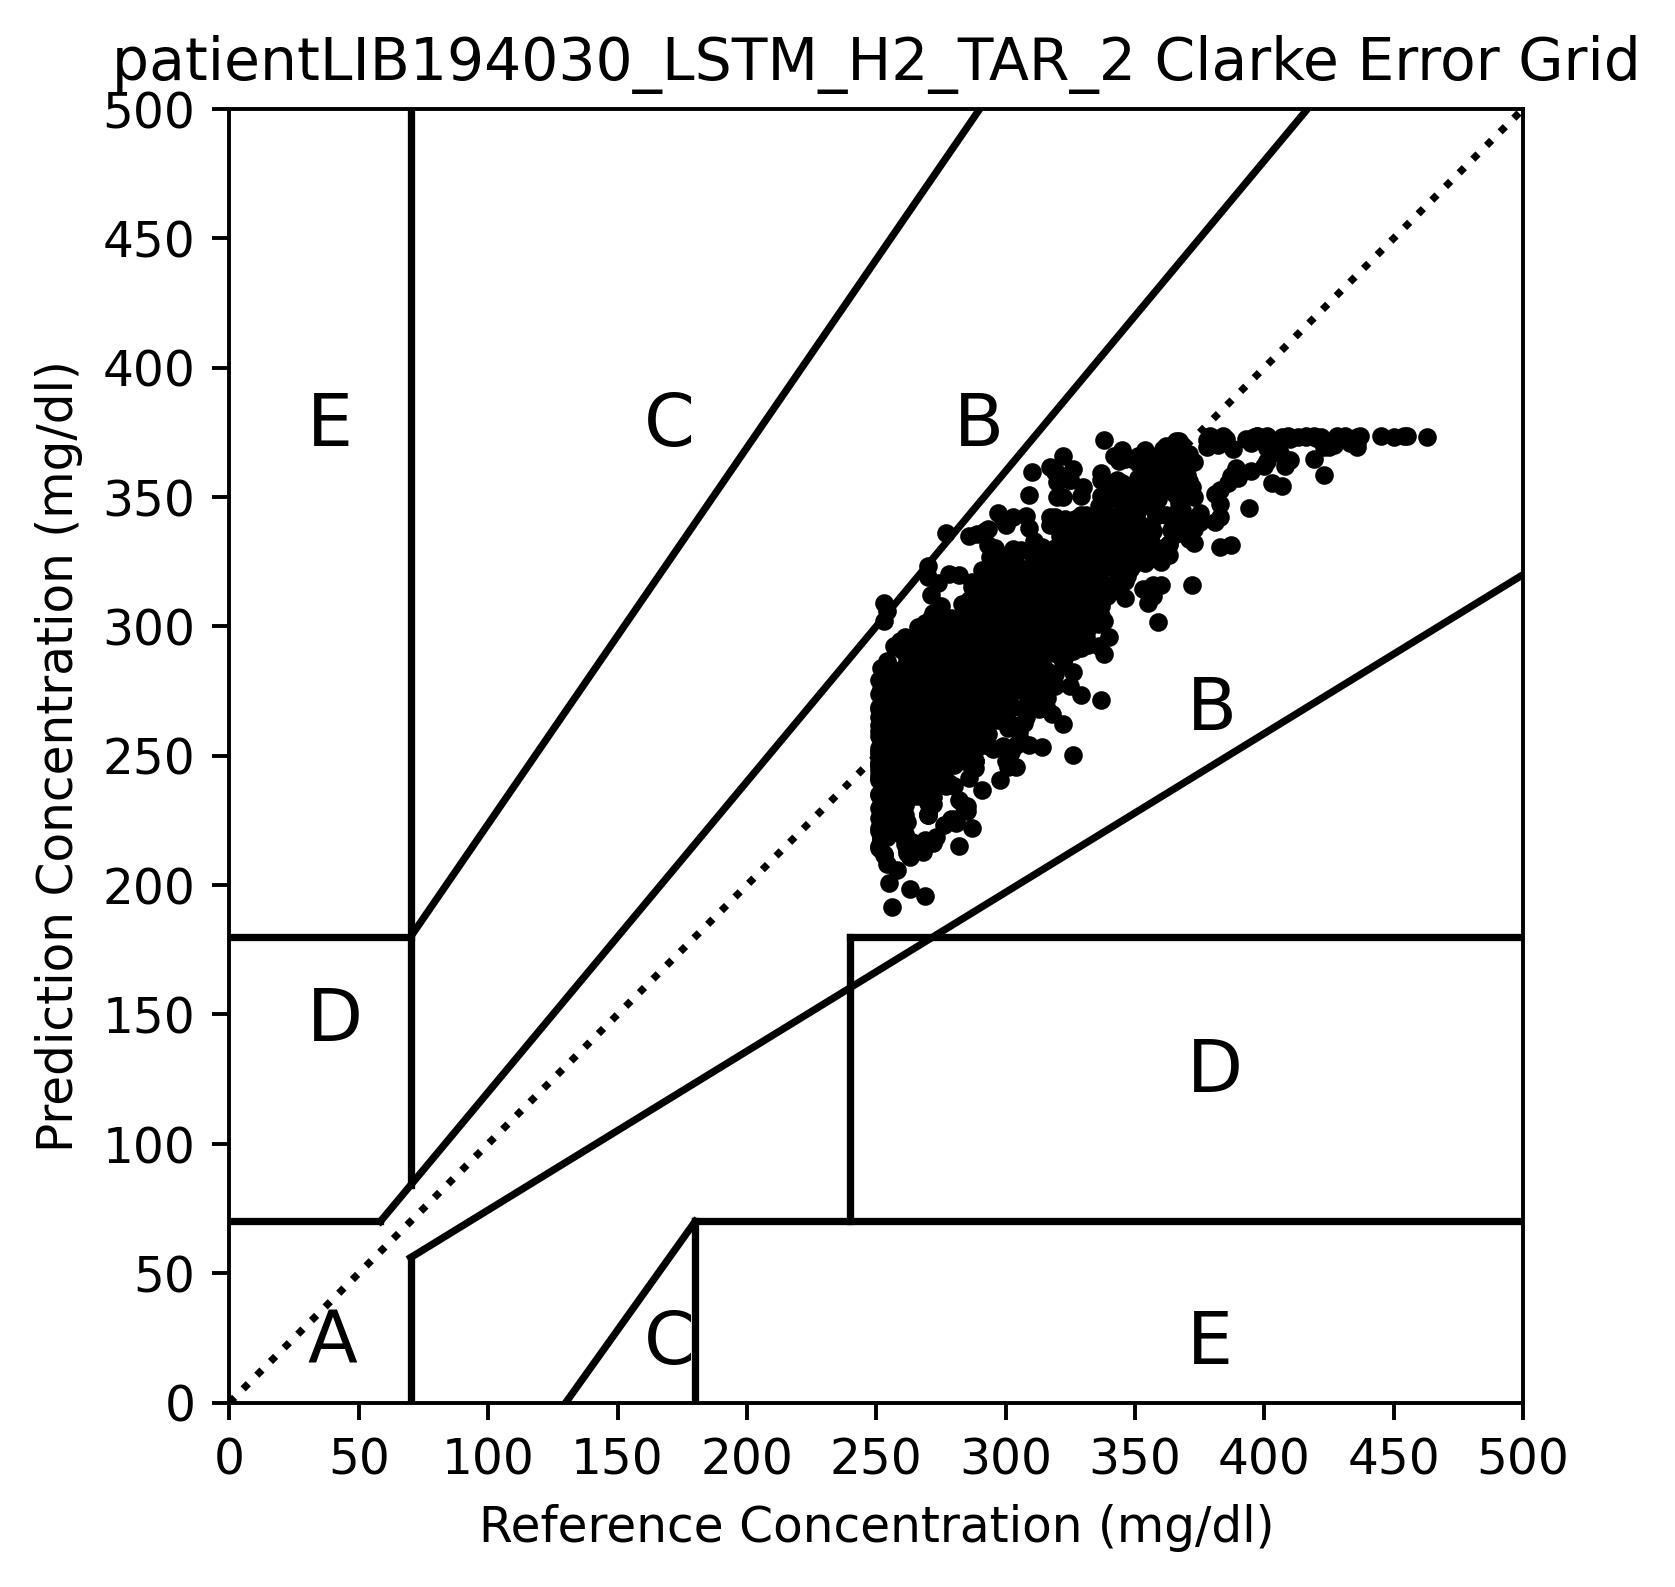 patientLIB194030_LSTM_H2_TAR_2 Clarke Error Grid
Prediction Concentration (mg/dl)
500
450
400
350
300
250
200
150
100
50
0
E
C
B
B
D
D
A
C
E
0 50 100 150 200 250 300 350 400 450 500
Reference Concentration (mg/dl)